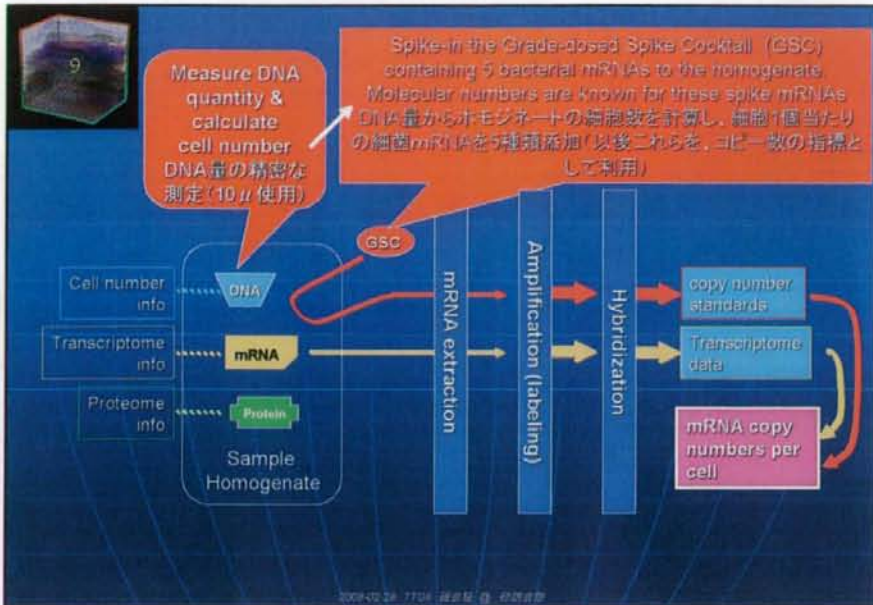 9
Measure DNA
quantity &
calculate
cell number
DNA量の精密な
測定(10μ使用)
Spike-in the Grade-dosed Spike Cocktail (GSC)
containing 5 bacterial mRNAs to the homogenate.
Molecular numbers are known for these spike mRNAs
DNA量からホモジネートの細胞数を計算し、細胞1個当たり
の細菌mRNAを5種類添加(以後これらを、コピー数の指標と
して利用)
GSC
Cell number
info
DNA
Transcriptome
info
mRNA
Proteome
info
Protein
Sample
Homogenate
mRNA extraction
Amplification (labeling)
Hybridization
copy number
standards
Transcriptome
data
mRNA copy
numbers per
cell